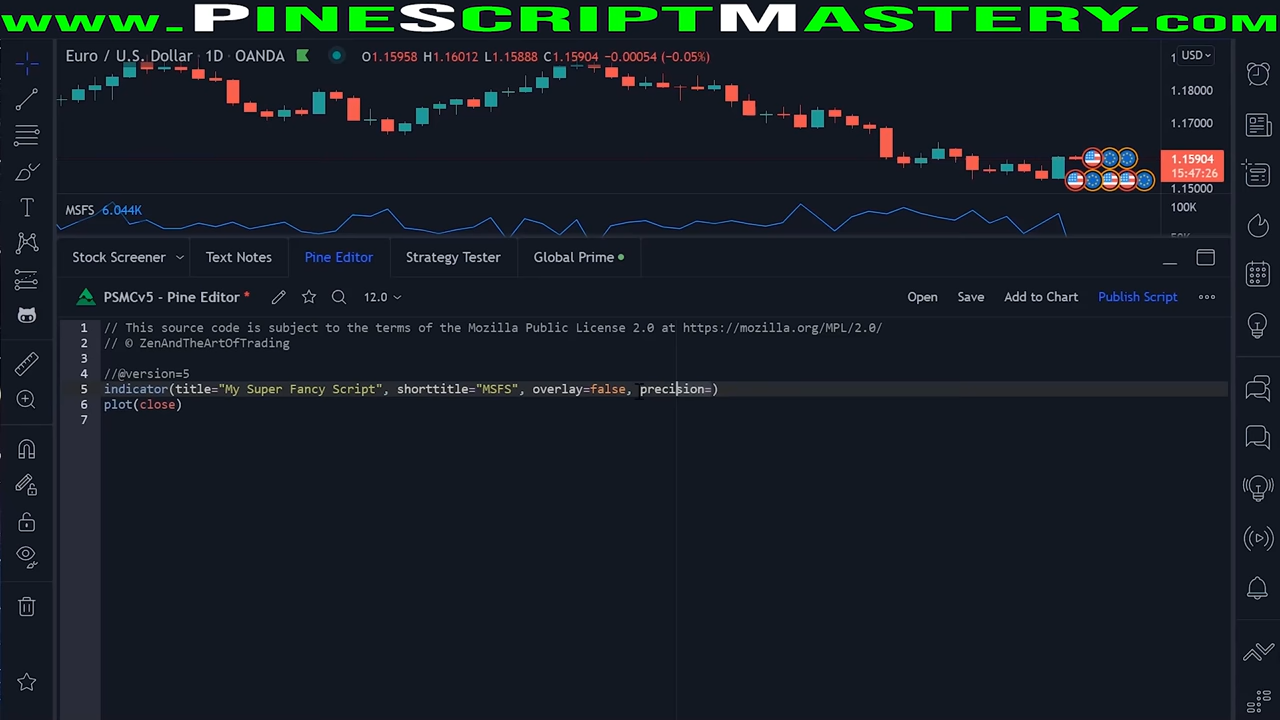 www.PineScriptMastery.com
Euro / U.S. Dollar · 1D · OANDA O1.15958 H1.16012 L1.15888 C1.15904 −0.00054 (−0.05%)
USD
1.18000
1.17000
1.15904
15:47:26
1.15000
MSFS 6.044K
100K
Stock Screener Text Notes Pine Editor Strategy Tester Global Prime
PSMCv5 - Pine Editor * 12.0 Open Save Add to Chart Publish Script
1 // This source code is subject to the terms of the Mozilla Public License 2.0 at https://mozilla.org/MPL/2.0/
2 // © ZenAndTheArtOfTrading
3
4 //@version=5
5 indicator(title="My Super Fancy Script", shorttitle="MSFS", overlay=false, precision=)
6 plot(close)
7